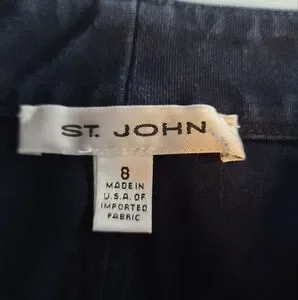 ST. JOHN
8
MADE IN
U.S.A. OF
IMPORTED
FABRIC